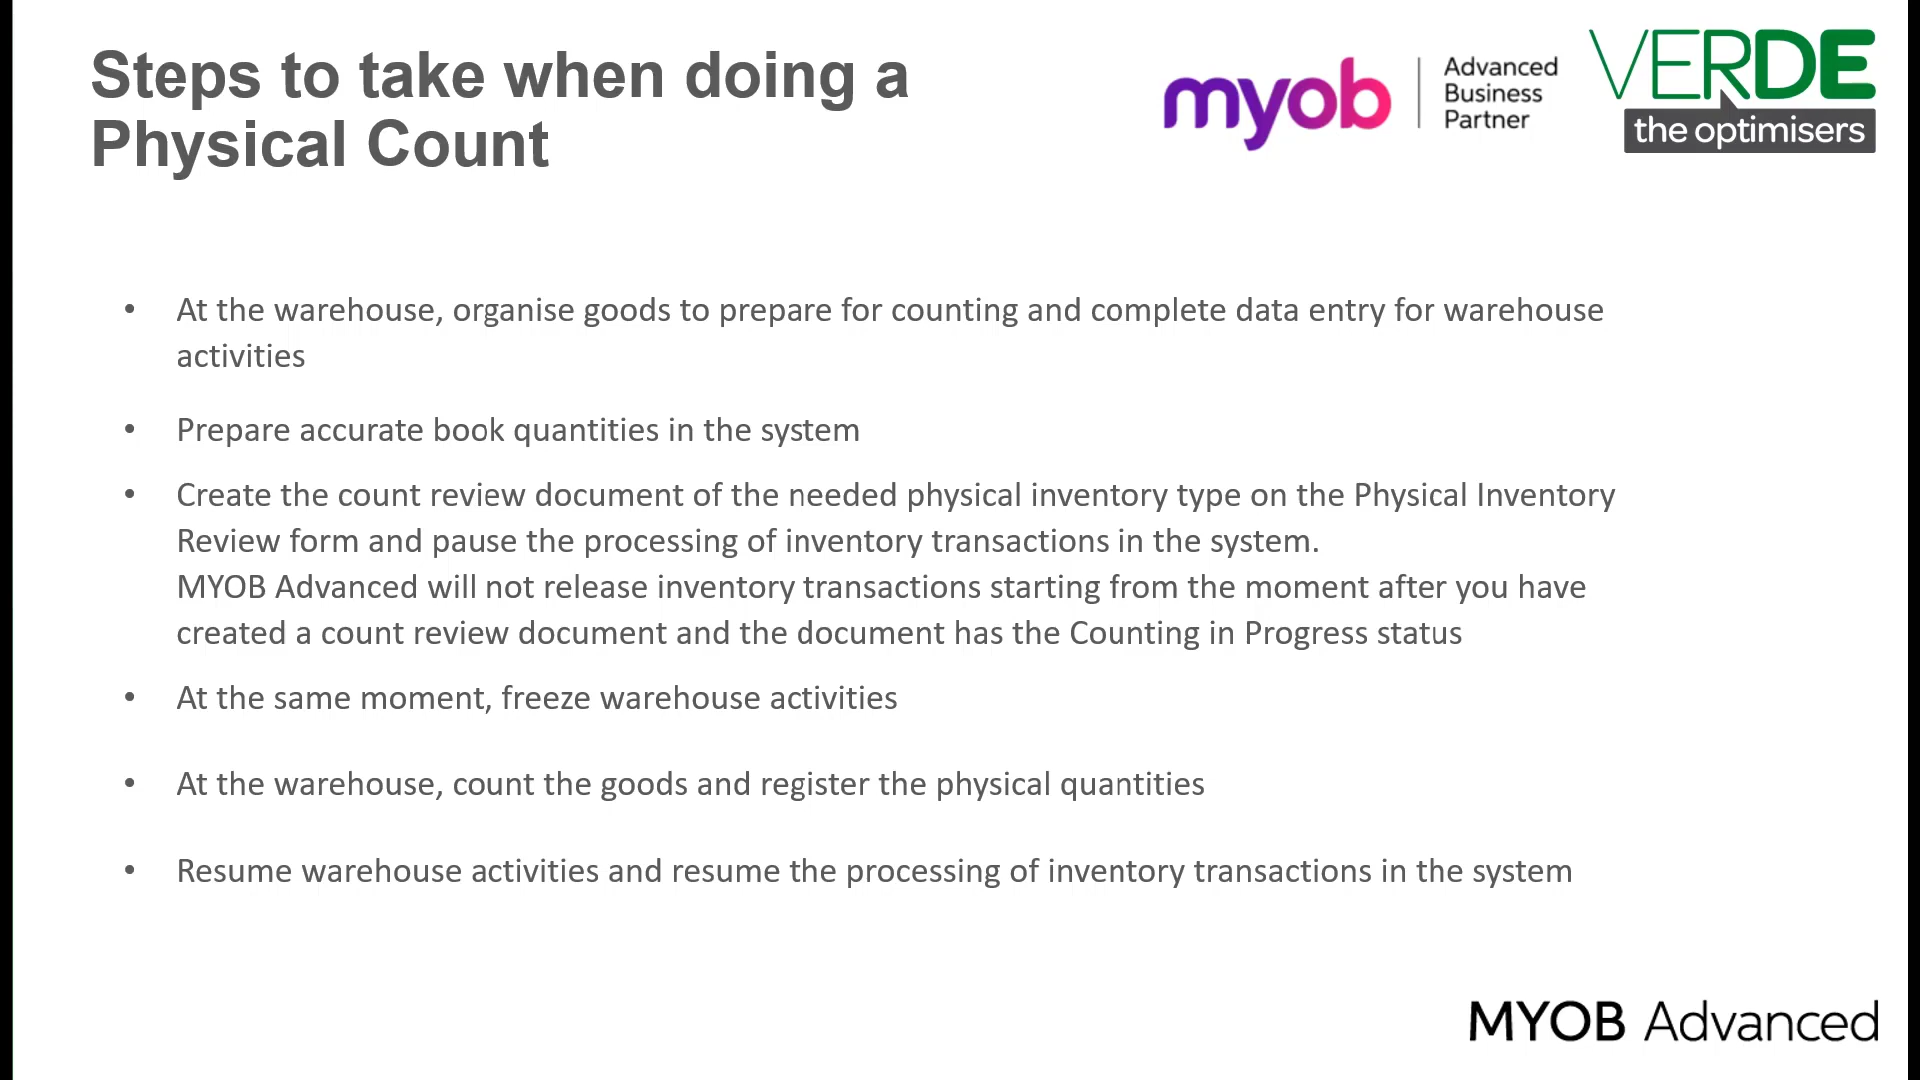 Steps to take when doing a
Physical Count
myob
Advanced
Business
Partner
VERDE
the optimisers
• At the warehouse, organise goods to prepare for counting and complete data entry for warehouse
activities
• Prepare accurate book quantities in the system
• Create the count review document of the needed physical inventory type on the Physical Inventory
Review form and pause the processing of inventory transactions in the system.
MYOB Advanced will not release inventory transactions starting from the moment after you have
created a count review document and the document has the Counting in Progress status
• At the same moment, freeze warehouse activities
• At the warehouse, count the goods and register the physical quantities
• Resume warehouse activities and resume the processing of inventory transactions in the system
MYOB Advanced